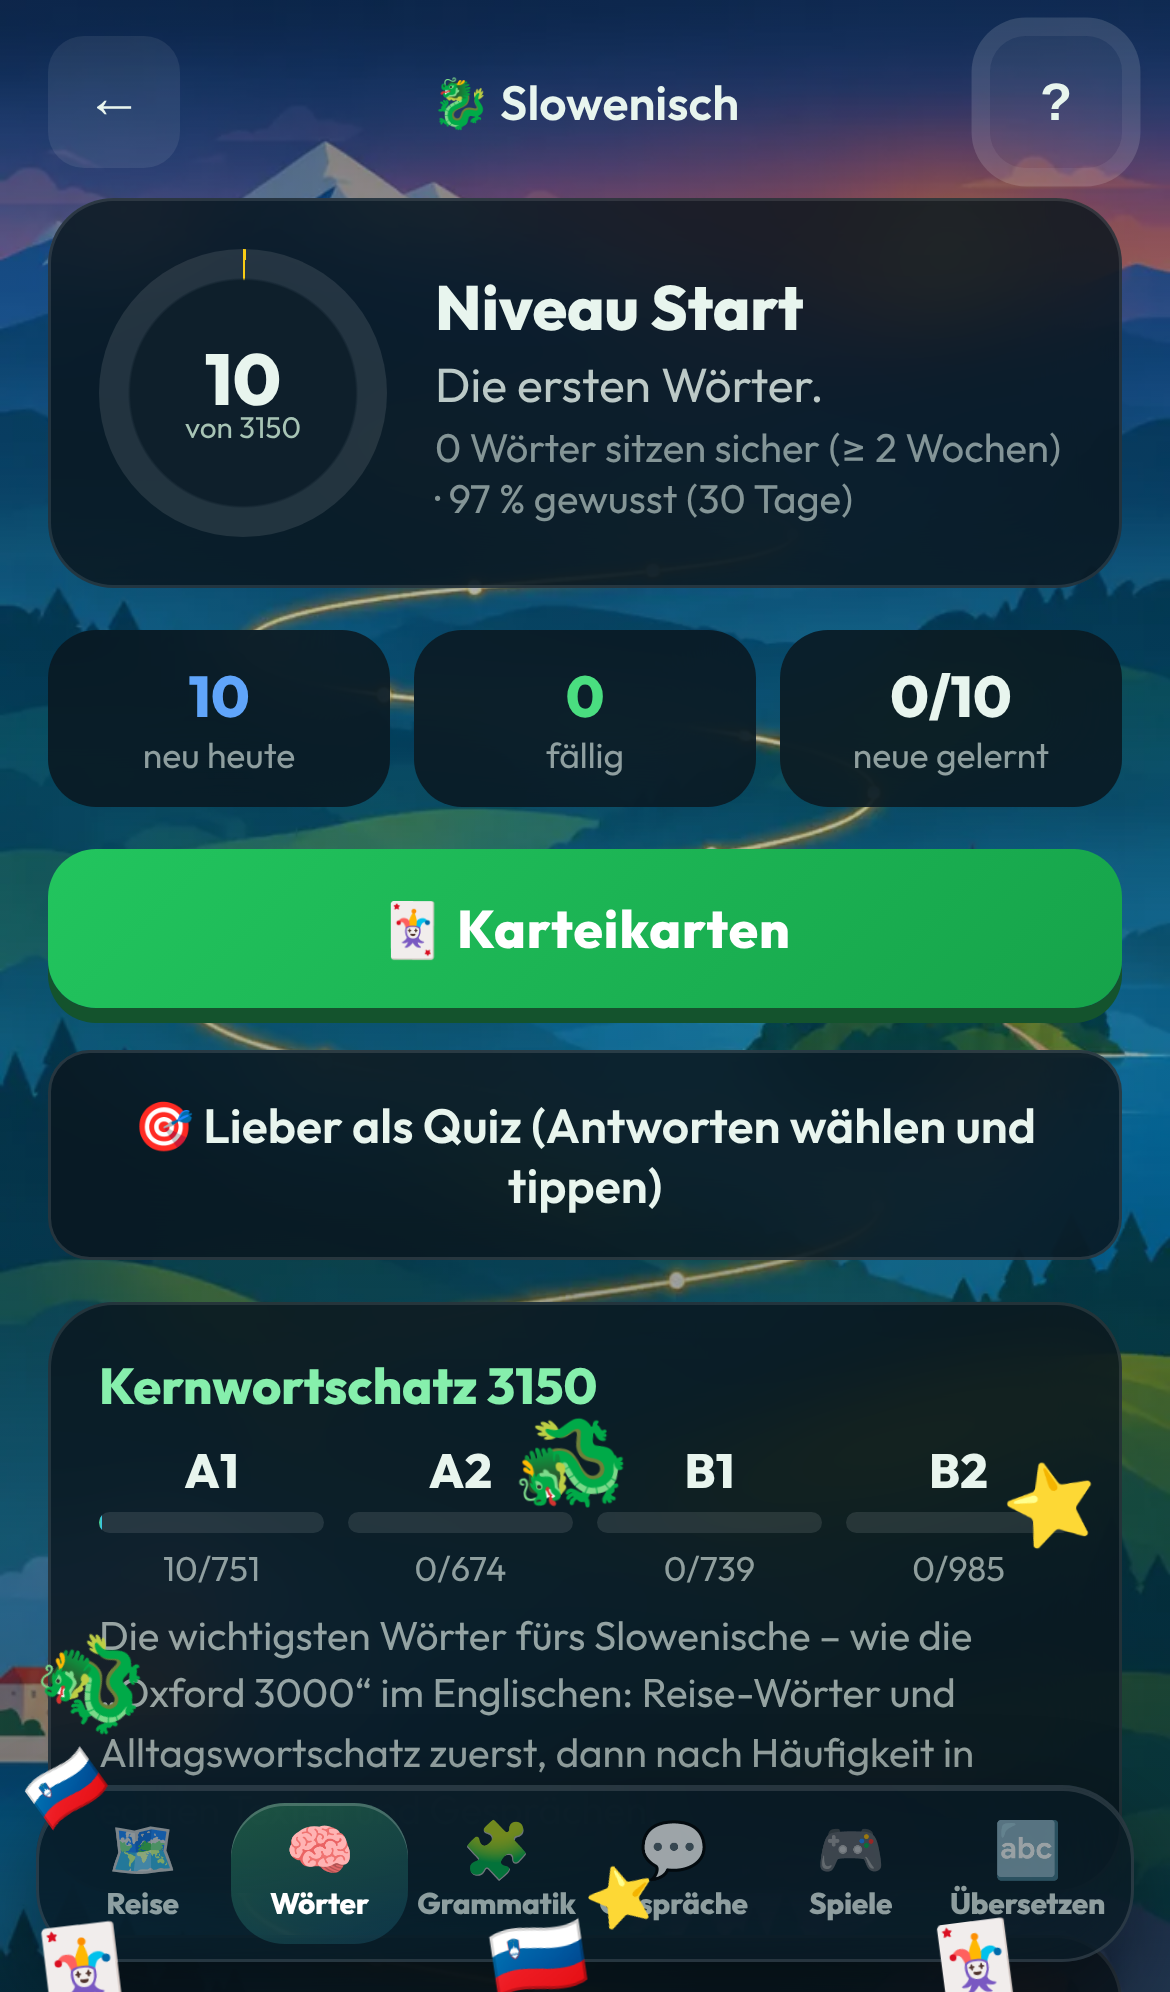 ←
Slowenisch
?
10
von 3150
Niveau Start
Die ersten Wörter.
0 Wörter sitzen sicher (≥ 2 Wochen)
· 97 % gewusst (30 Tage)
10
neu heute
0
fällig
0/10
neue gelernt
Karteikarten
Lieber als Quiz (Antworten wählen und
tippen)
Kernwortschatz 3150
A1 A2 B1 B2
10/751 0/674 0/739 0/985
Die wichtigsten Wörter fürs Slowenische – wie die
„Oxford 3000“ im Englischen: Reise-Wörter und
Alltagswortschatz zuerst, dann nach Häufigkeit in
abc
Reise Wörter Grammatik Spiele Übersetzen